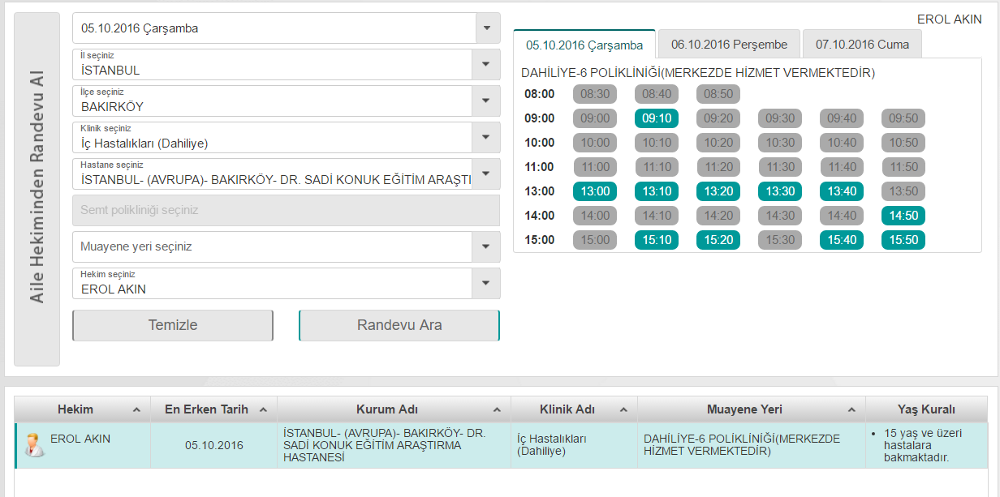 Aile Hekiminden Randevu Al
05.10.2016 Çarşamba
İl seçiniz
İSTANBUL
İlçe seçiniz
BAKIRKÖY
Klinik seçiniz
İç Hastalıkları (Dahiliye)
Hastane seçiniz
İSTANBUL- (AVRUPA)- BAKIRKÖY- DR. SADİ KONUK EĞİTİM ARAŞTI
Semt polikliniği seçiniz
Muayene yeri seçiniz
Hekim seçiniz
EROL AKIN
Temizle Randevu Ara
EROL AKIN
05.10.2016 Çarşamba 06.10.2016 Perşembe 07.10.2016 Cuma
DAHİLİYE-6 POLİKLİNİĞİ(MERKEZDE HİZMET VERMEKTEDİR)
08:00 08:30 08:40 08:50
09:00 09:00 09:10 09:20 09:30 09:40 09:50
10:00 10:00 10:10 10:20 10:30 10:40 10:50
11:00 11:00 11:10 11:20 11:30 11:40 11:50
13:00 13:00 13:10 13:20 13:30 13:40 13:50
14:00 14:00 14:10 14:20 14:30 14:40 14:50
15:00 15:00 15:10 15:20 15:30 15:40 15:50
Hekim En Erken Tarih Kurum Adı Klinik Adı Muayene Yeri Yaş Kuralı
EROL AKIN
05.10.2016
İSTANBUL- (AVRUPA)- BAKIRKÖY- DR.
SADİ KONUK EĞİTİM ARAŞTIRMA
HASTANESİ
İç Hastalıkları
(Dahiliye)
DAHİLİYE-6 POLİKLİNİĞİ(MERKEZDE
HİZMET VERMEKTEDİR)
• 15 yaş ve üzeri
hastalara
bakmaktadır.